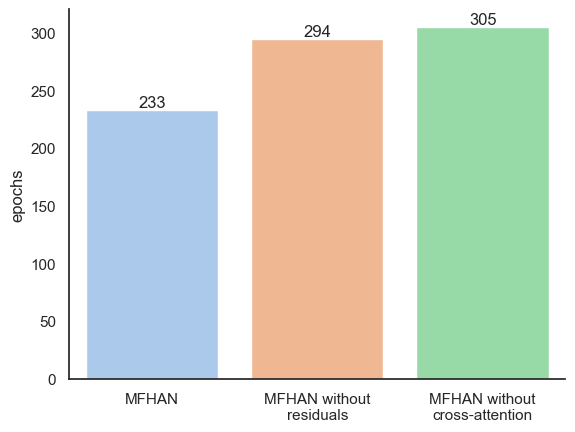 epochs
300
250
200
150
100
50
0
233
294
305
MFHAN
MFHAN without
residuals
MFHAN without
cross-attention